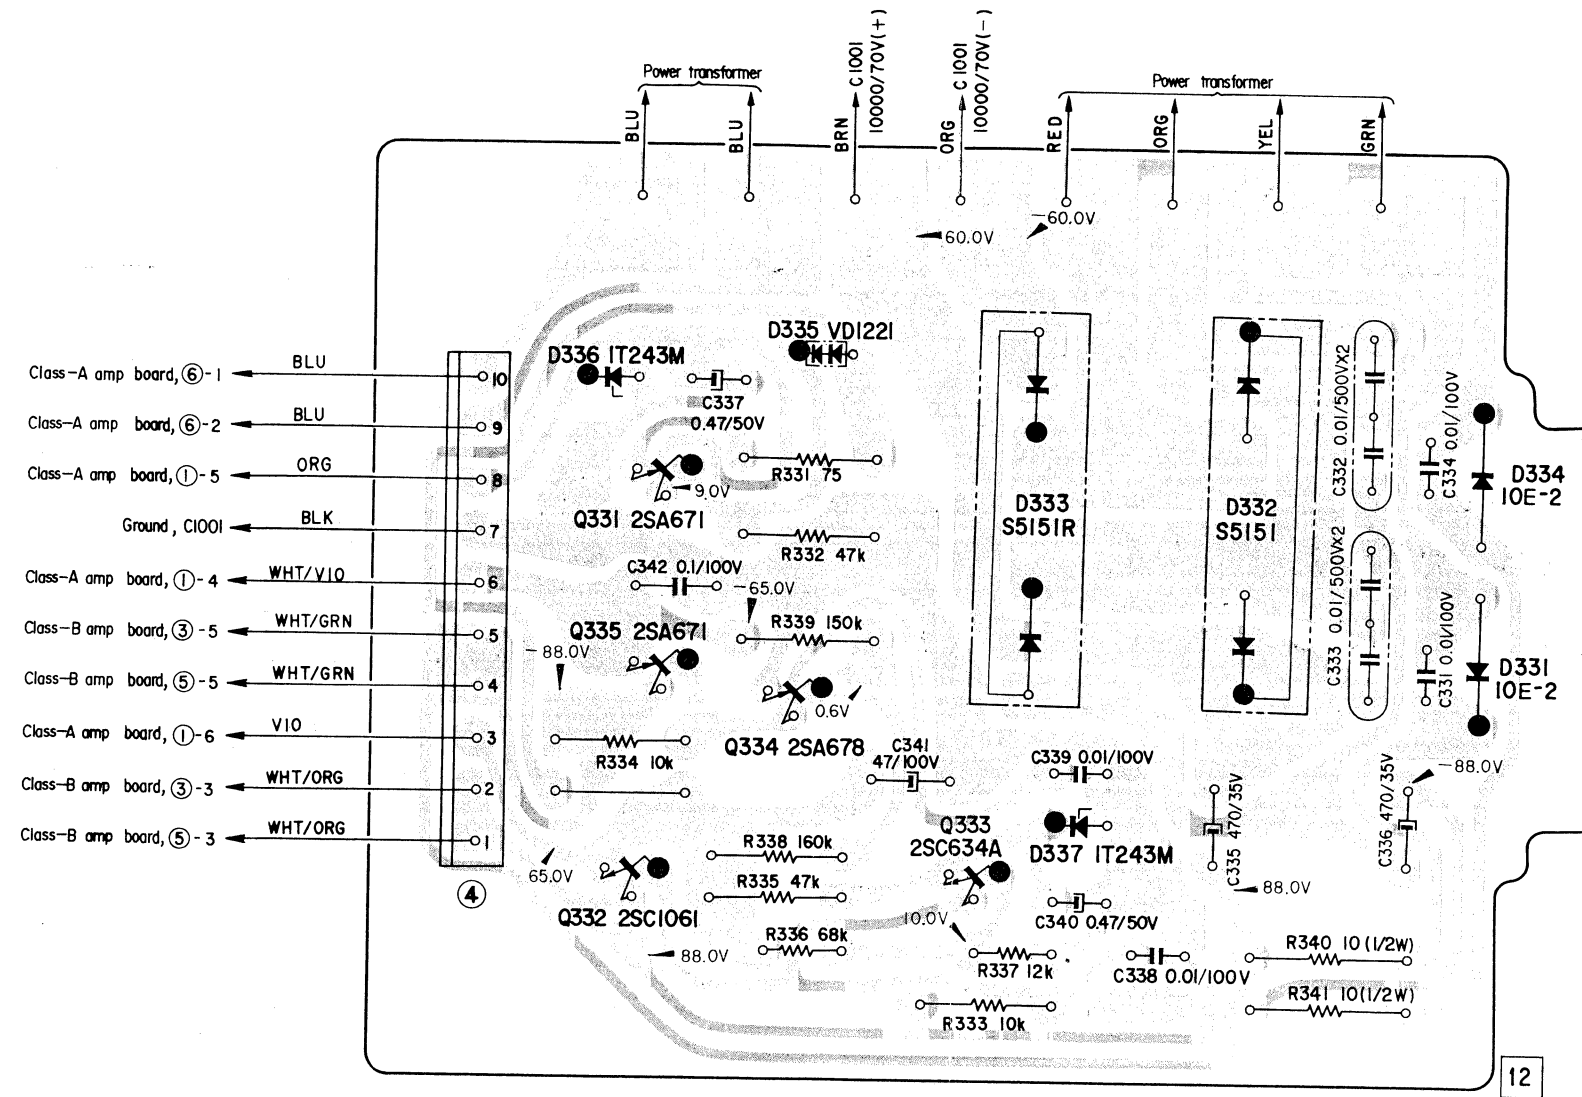 Power transformer
BLU
BLU
BRN
C1001
10000/70V(+)
ORG
C1001
10000/70V(-)
Power transformer
RED
ORG
YEL
GRN
60.0V
-60.0V
D335 VD1221
D336 1T243M
C337
0.47/50V
R331 75
9.0V
Q331 2SA671
R332 47k
C342 0.1/100V
-65.0V
R339 150k
Q335 2SA671
-88.0V
0.6V
Q334 2SA678
R334 10k
C341
47/100V
D333
S5151R
D332
S5151
C332 0.01/500VX2
C334 0.01/100V
D334
10E-2
C333 0.01/500VX2
C331 0.01/100V
D331
10E-2
Class-A amp board, ⑥-1 BLU 10
Class-A amp board, ⑥-2 BLU 9
Class-A amp board, ①-5 ORG 8
Ground, C1001 BLK 7
Class-A amp board, ①-4 WHT/VIO 6
Class-B amp board, ③-5 WHT/GRN 5
Class-B amp board, ⑤-5 WHT/GRN 4
Class-A amp board, ①-6 VIO 3
Class-B amp board, ③-3 WHT/ORG 2
Class-B amp board, ⑤-3 WHT/ORG 1
④
65.0V
Q332 2SC1061
88.0V
R338 160k
R335 47k
R336 68k
C339 0.01/100V
Q333
2SC634A
D337 1T243M
C335 470/35V
C336 470/35V
-88.0V
88.0V
10.0V
C340 0.47/50V
R337 12k
C338 0.01/100V
R333 10k
R340 10(1/2W)
R341 10(1/2W)
12